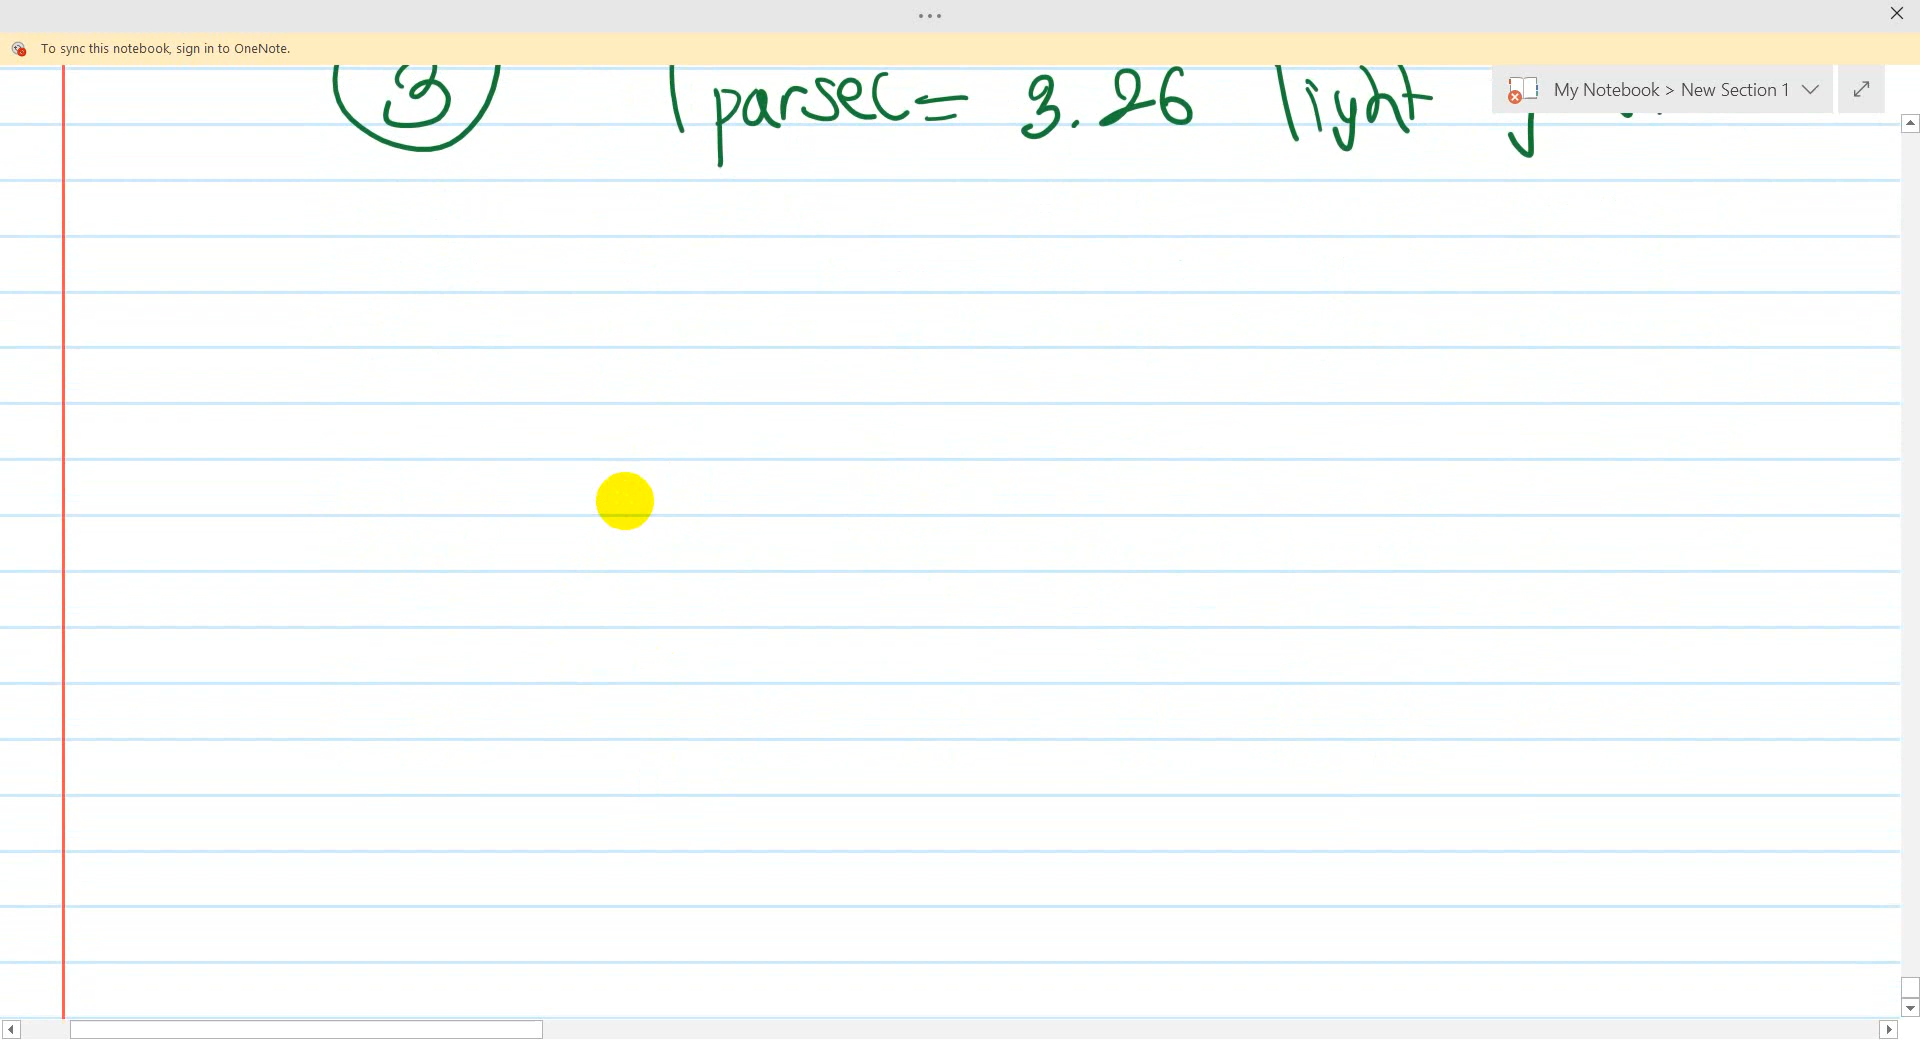 To sync this notebook, sign in to OneNote.
My Notebook > New Section 1
3 1 parsec = 3.26 light